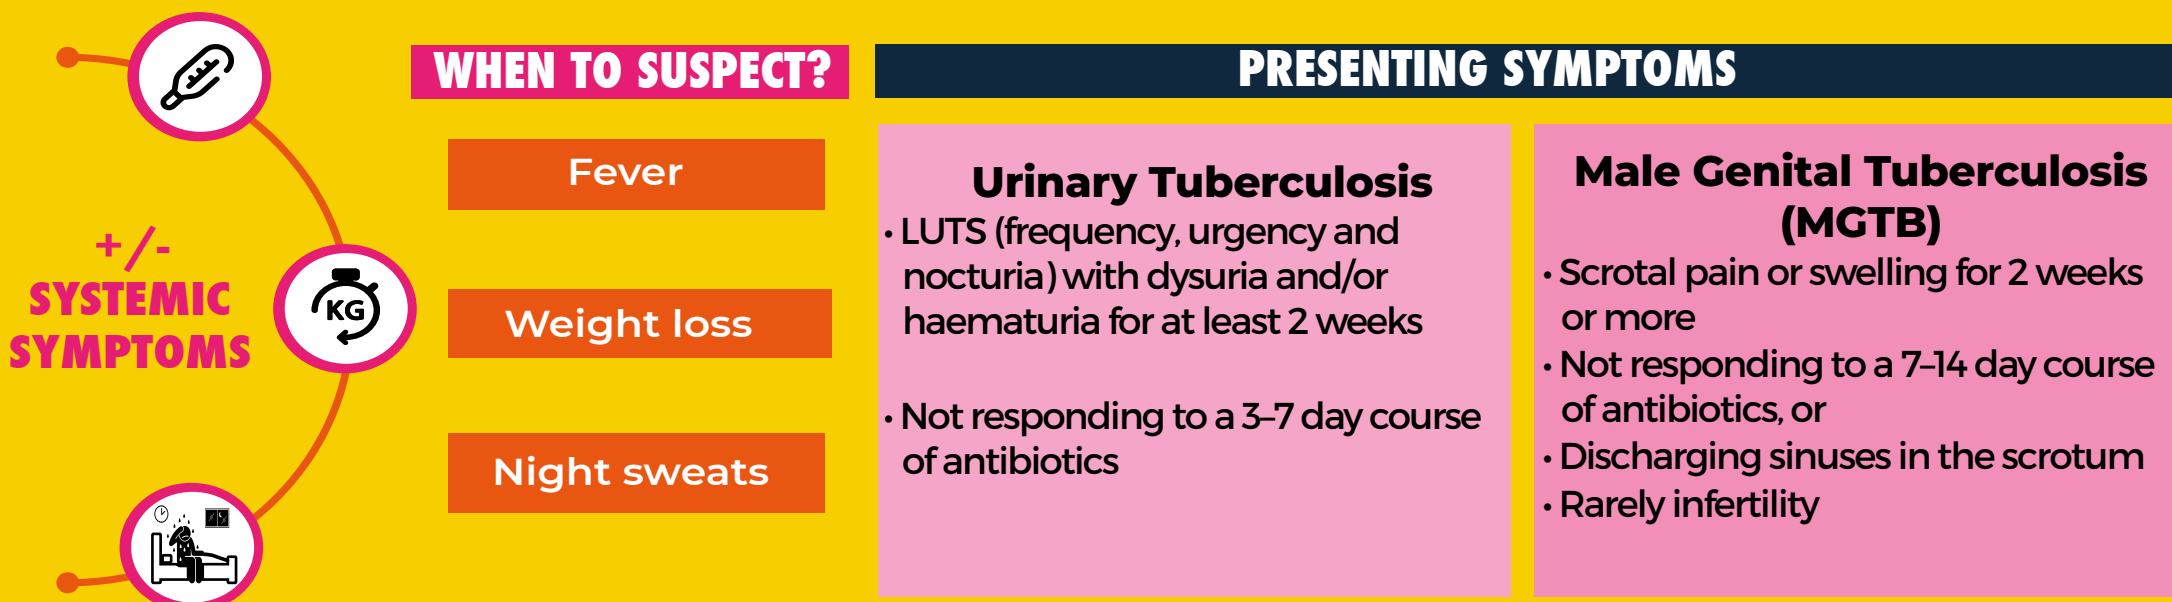 WHEN TO SUSPECT?
PRESENTING SYMPTOMS
+/-
SYSTEMIC
SYMPTOMS
KG
Fever
Weight loss
Night sweats
Urinary Tuberculosis
• LUTS (frequency, urgency and
nocturia) with dysuria and/or
haematuria for at least 2 weeks
• Not responding to a 3–7 day course
of antibiotics
Male Genital Tuberculosis
(MGTB)
• Scrotal pain or swelling for 2 weeks
or more
• Not responding to a 7–14 day course
of antibiotics, or
• Discharging sinuses in the scrotum
• Rarely infertility